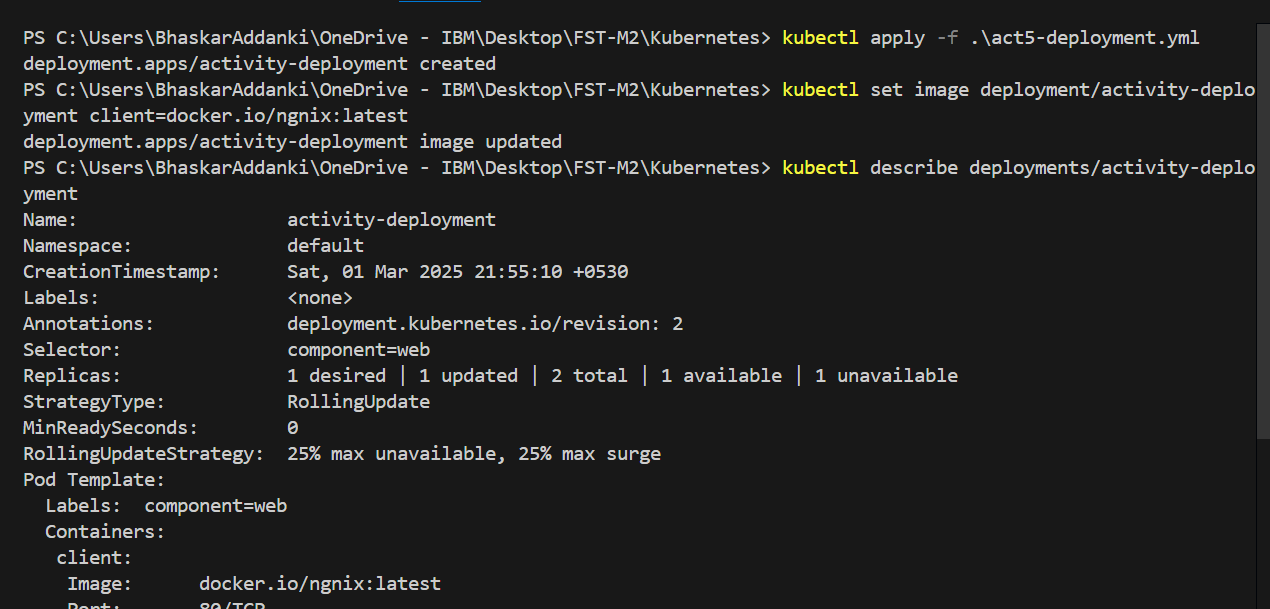 PS C:\Users\BhaskarAddanki\OneDrive - IBM\Desktop\FST-M2\Kubernetes> kubectl apply -f .\act5-deployment.yml
deployment.apps/activity-deployment created
PS C:\Users\BhaskarAddanki\OneDrive - IBM\Desktop\FST-M2\Kubernetes> kubectl set image deployment/activity-deplo
yment client=docker.io/ngnix:latest
deployment.apps/activity-deployment image updated
PS C:\Users\BhaskarAddanki\OneDrive - IBM\Desktop\FST-M2\Kubernetes> kubectl describe deployments/activity-deplo
yment
Name:                   activity-deployment
Namespace:              default
CreationTimestamp:      Sat, 01 Mar 2025 21:55:10 +0530
Labels:                 <none>
Annotations:            deployment.kubernetes.io/revision: 2
Selector:               component=web
Replicas:               1 desired | 1 updated | 2 total | 1 available | 1 unavailable
StrategyType:           RollingUpdate
MinReadySeconds:        0
RollingUpdateStrategy:  25% max unavailable, 25% max surge
Pod Template:
  Labels:  component=web
  Containers:
   client:
    Image:      docker.io/ngnix:latest
    Port:       80/TCP